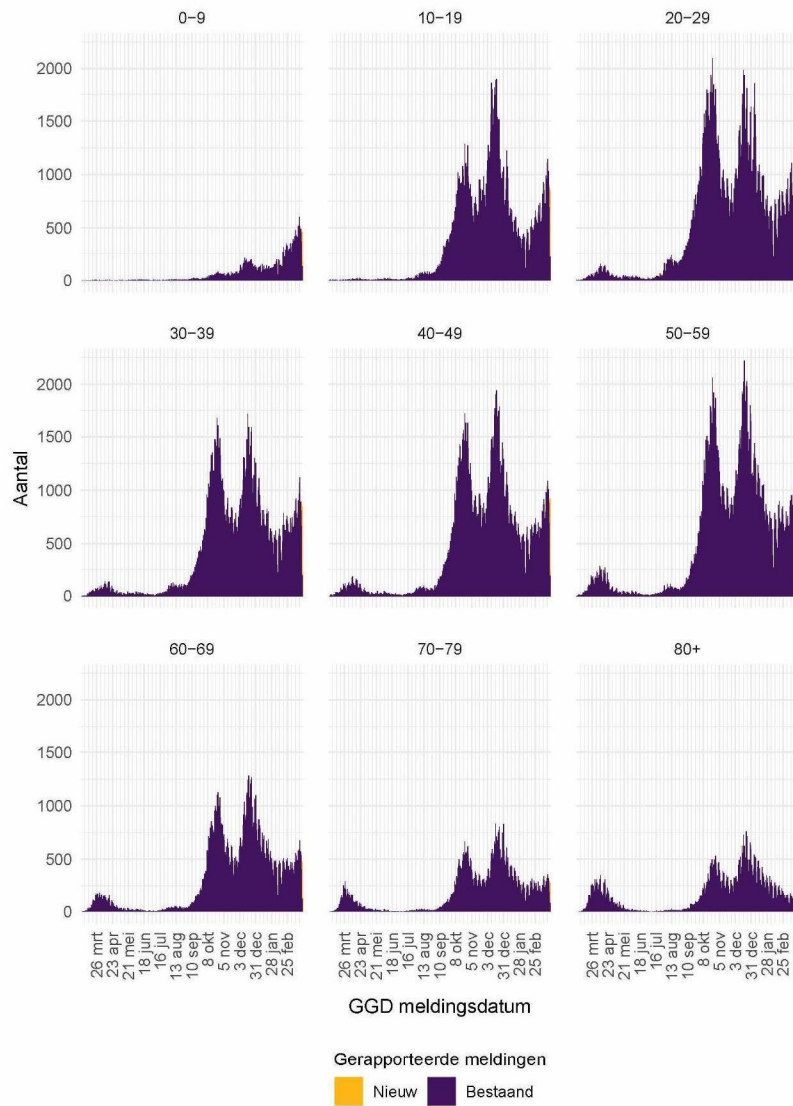 0-9 10-19 20-29
2000
1500
1000
500
0
30-39 40-49 50-59
2000
1500
1000
500
0
Aantal
60-69 70-79 80+
2000
1500
1000
500
0
26 mrt 23 apr 21 mei 18 jun 16 jul 13 aug 10 sep 8 okt 5 nov 3 dec 31 dec 28 jan 25 feb
26 mrt 23 apr 21 mei 18 jun 16 jul 13 aug 10 sep 8 okt 5 nov 3 dec 31 dec 28 jan 25 feb
26 mrt 23 apr 21 mei 18 jun 16 jul 13 aug 10 sep 8 okt 5 nov 3 dec 31 dec 28 jan 25 feb
GGD meldingsdatum
Gerapporteerde meldingen
Nieuw Bestaand